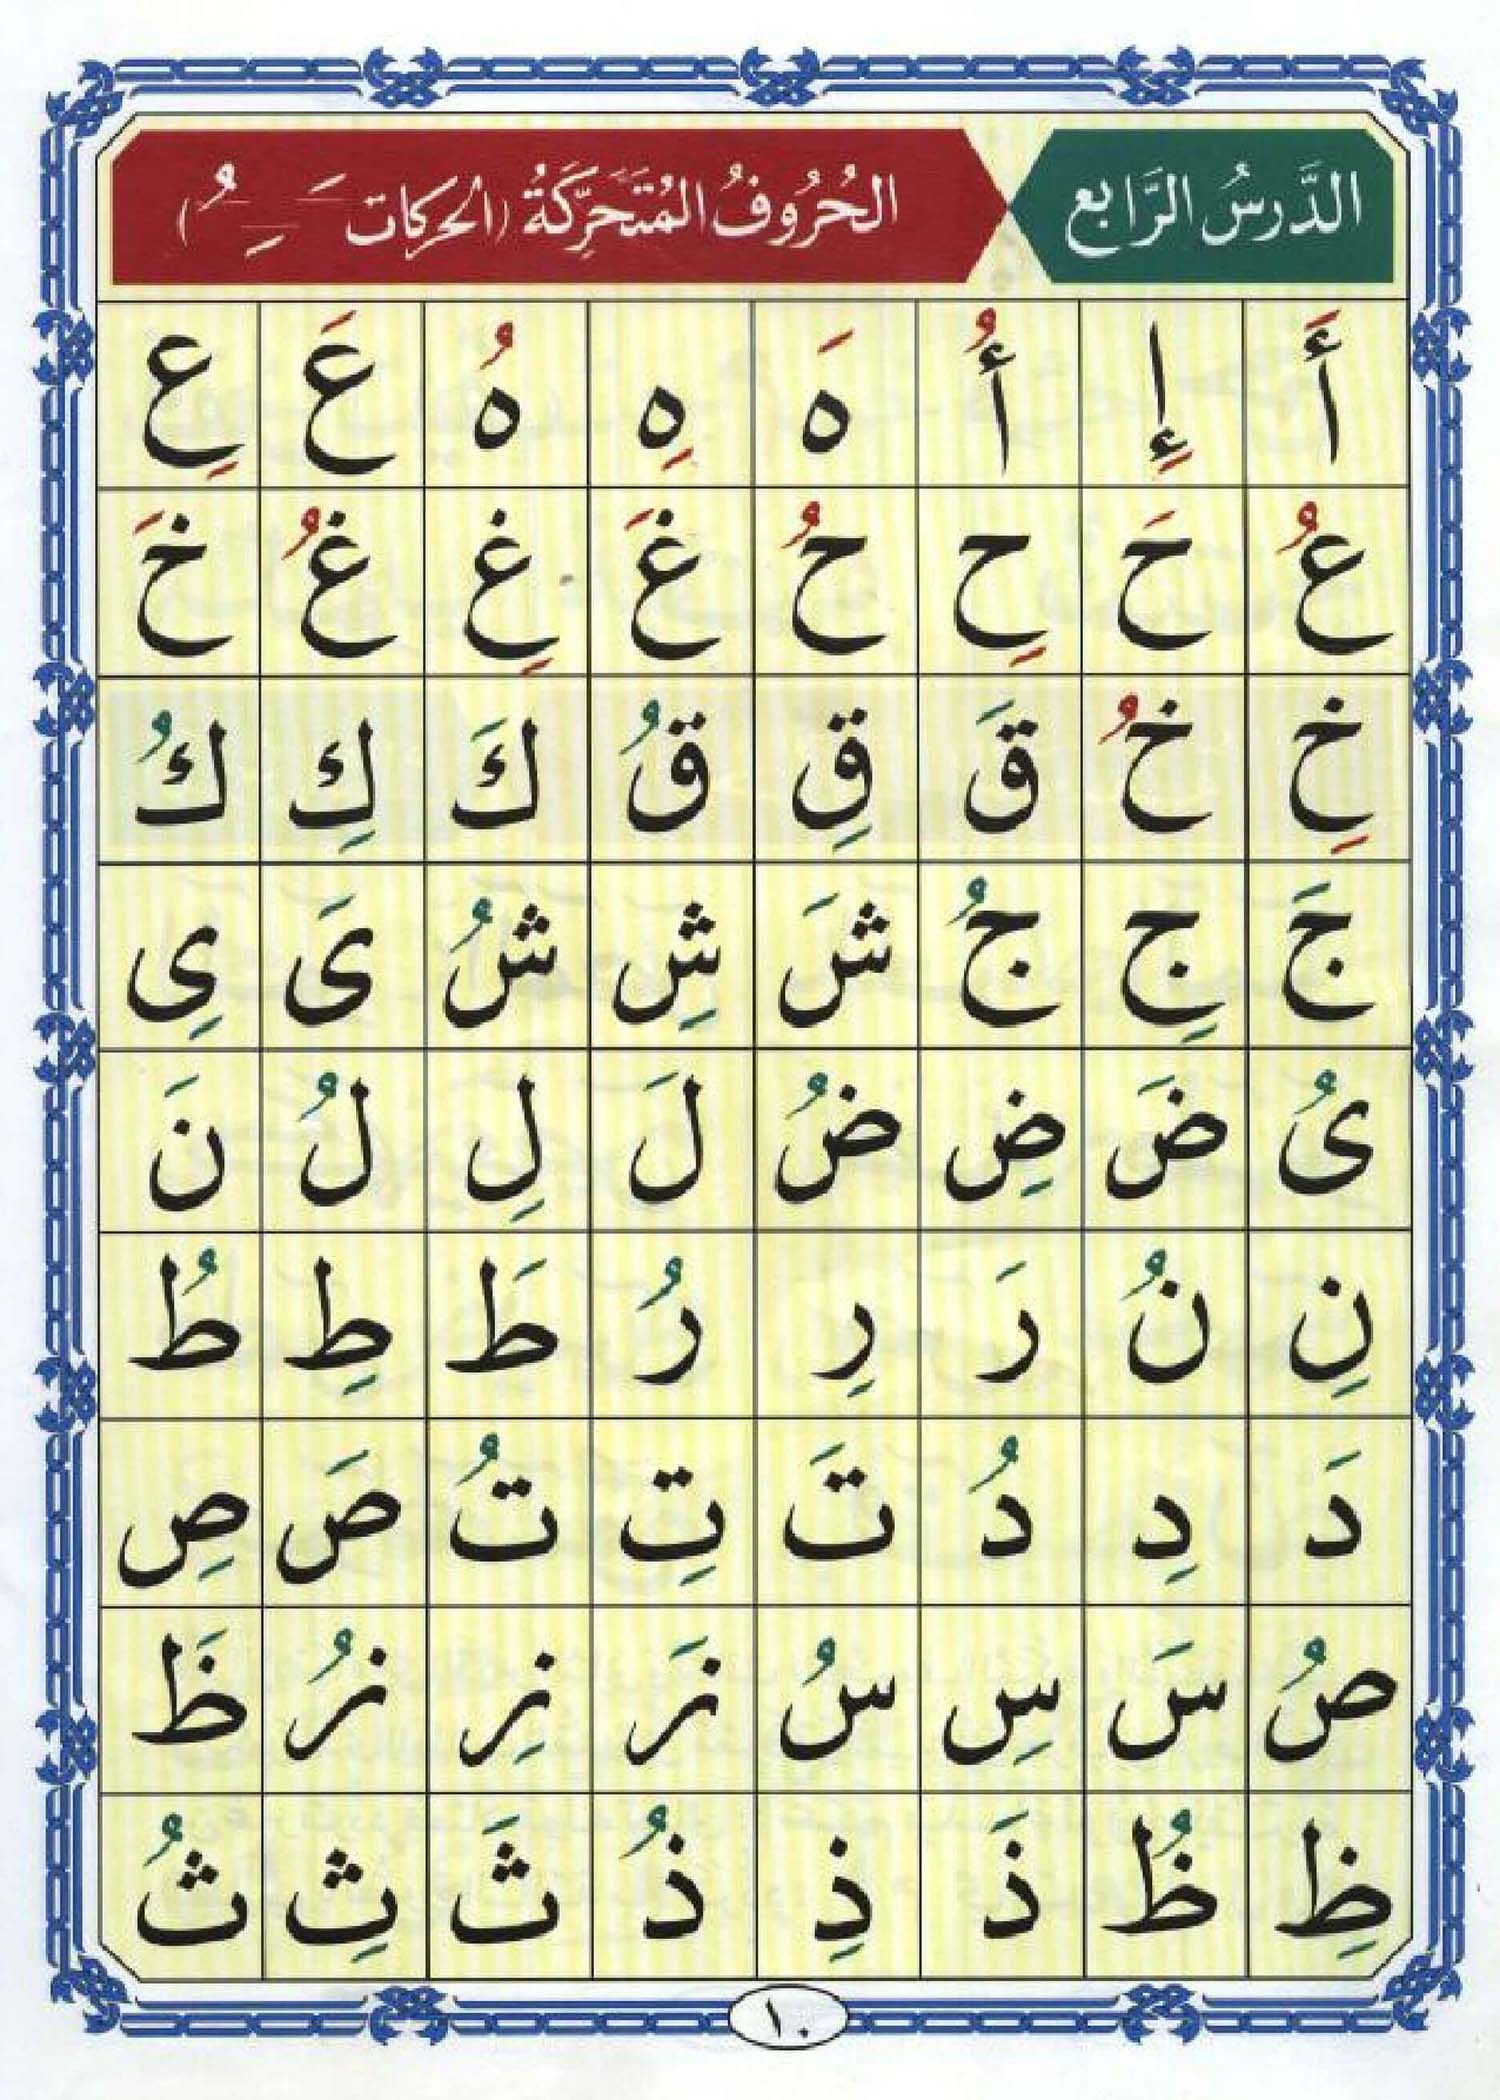 الدَّرسُ الرَّابع
الحُرُوفُ المُتَحَرِّكَةُ (الحركات ـَ ـِ ـُ)
أَ إِ أُ هَ هِ هُ عَ عِ
عُ حَ حِ حُ غَ غِ غُ خَ
خِ خُ قَ قِ قُ كَ كِ كُ
جَ جِ جُ شَ شِ شُ ىَ ىِ
ىُ ضَ ضِ ضُ لَ لِ لُ نَ
نِ نُ رَ رِ رُ طَ طِ طُ
دَ دِ دُ تَ تِ تُ صَ صِ
صُ سَ سِ سُ زَ زِ زُ ظَ
ظِ ظُ ذَ ذِ ذُ ثَ ثِ ثُ
١٠